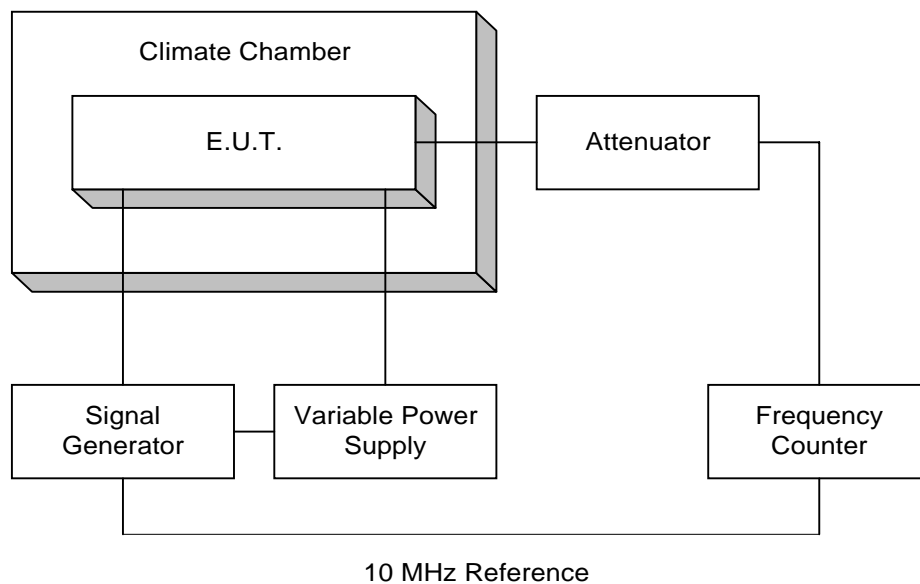 Climate Chamber
E.U.T.
Attenuator
Signal
Generator
Variable Power
Supply
Frequency
Counter
10 MHz Reference